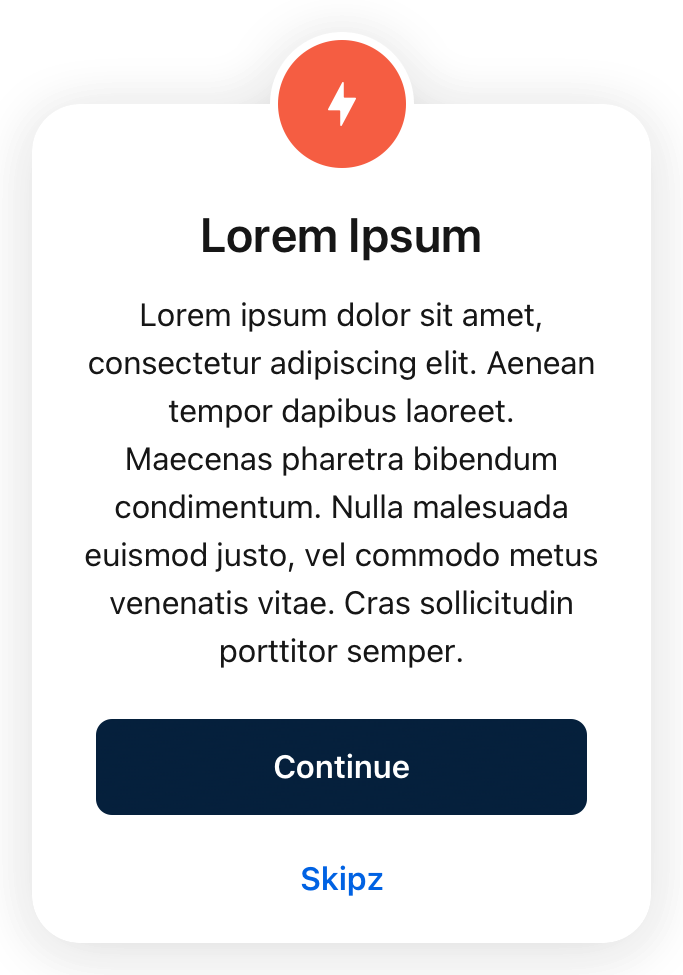 Lorem Ipsum
Lorem ipsum dolor sit amet,
consectetur adipiscing elit. Aenean
tempor dapibus laoreet.
Maecenas pharetra bibendum
condimentum. Nulla malesuada
euismod justo, vel commodo metus
venenatis vitae. Cras sollicitudin
porttitor semper.
Continue
Skipz